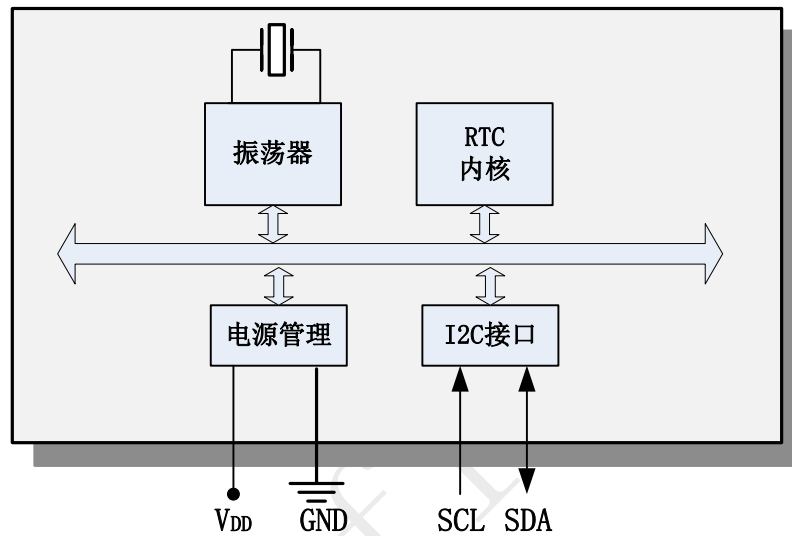 振荡器
RTC
内核
电源管理
I2C接口
VDD
GND
SCL
SDA